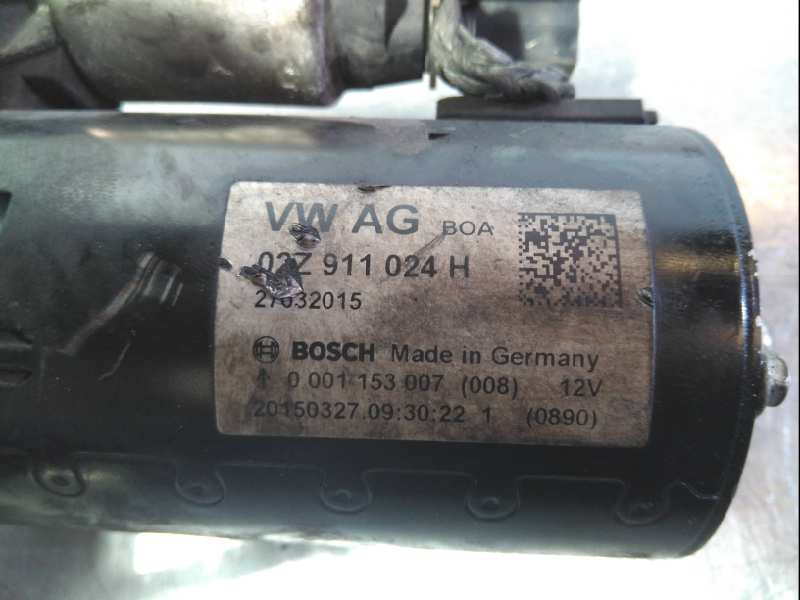 VW AG BOA
02Z 911 024 H
27032015
BOSCH Made in Germany
0 001 153 007 (008) 12V
20150327.09:30:22 1 (0890)